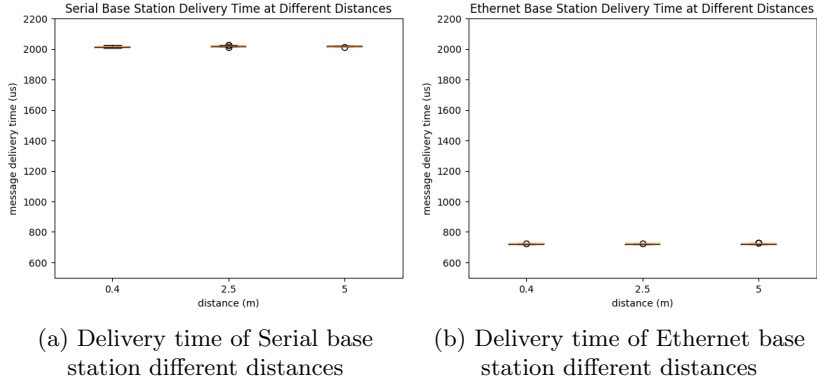 Serial Base Station Delivery Time at Different Distances
2200
2000
1800
1600
1400
1200
1000
800
600
message delivery time (us)
0.4 2.5 5
distance (m)
Ethernet Base Station Delivery Time at Different Distances
2200
2000
1800
1600
1400
1200
1000
800
600
message delivery time (us)
0.4 2.5 5
distance (m)
(a) Delivery time of Serial base
station different distances
(b) Delivery time of Ethernet base
station different distances